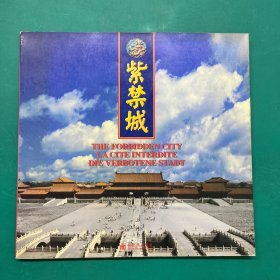 紫禁城
THE FORBIDDEN CITY
LA CITE INTERDITE
DIE VERBOTENE STADT